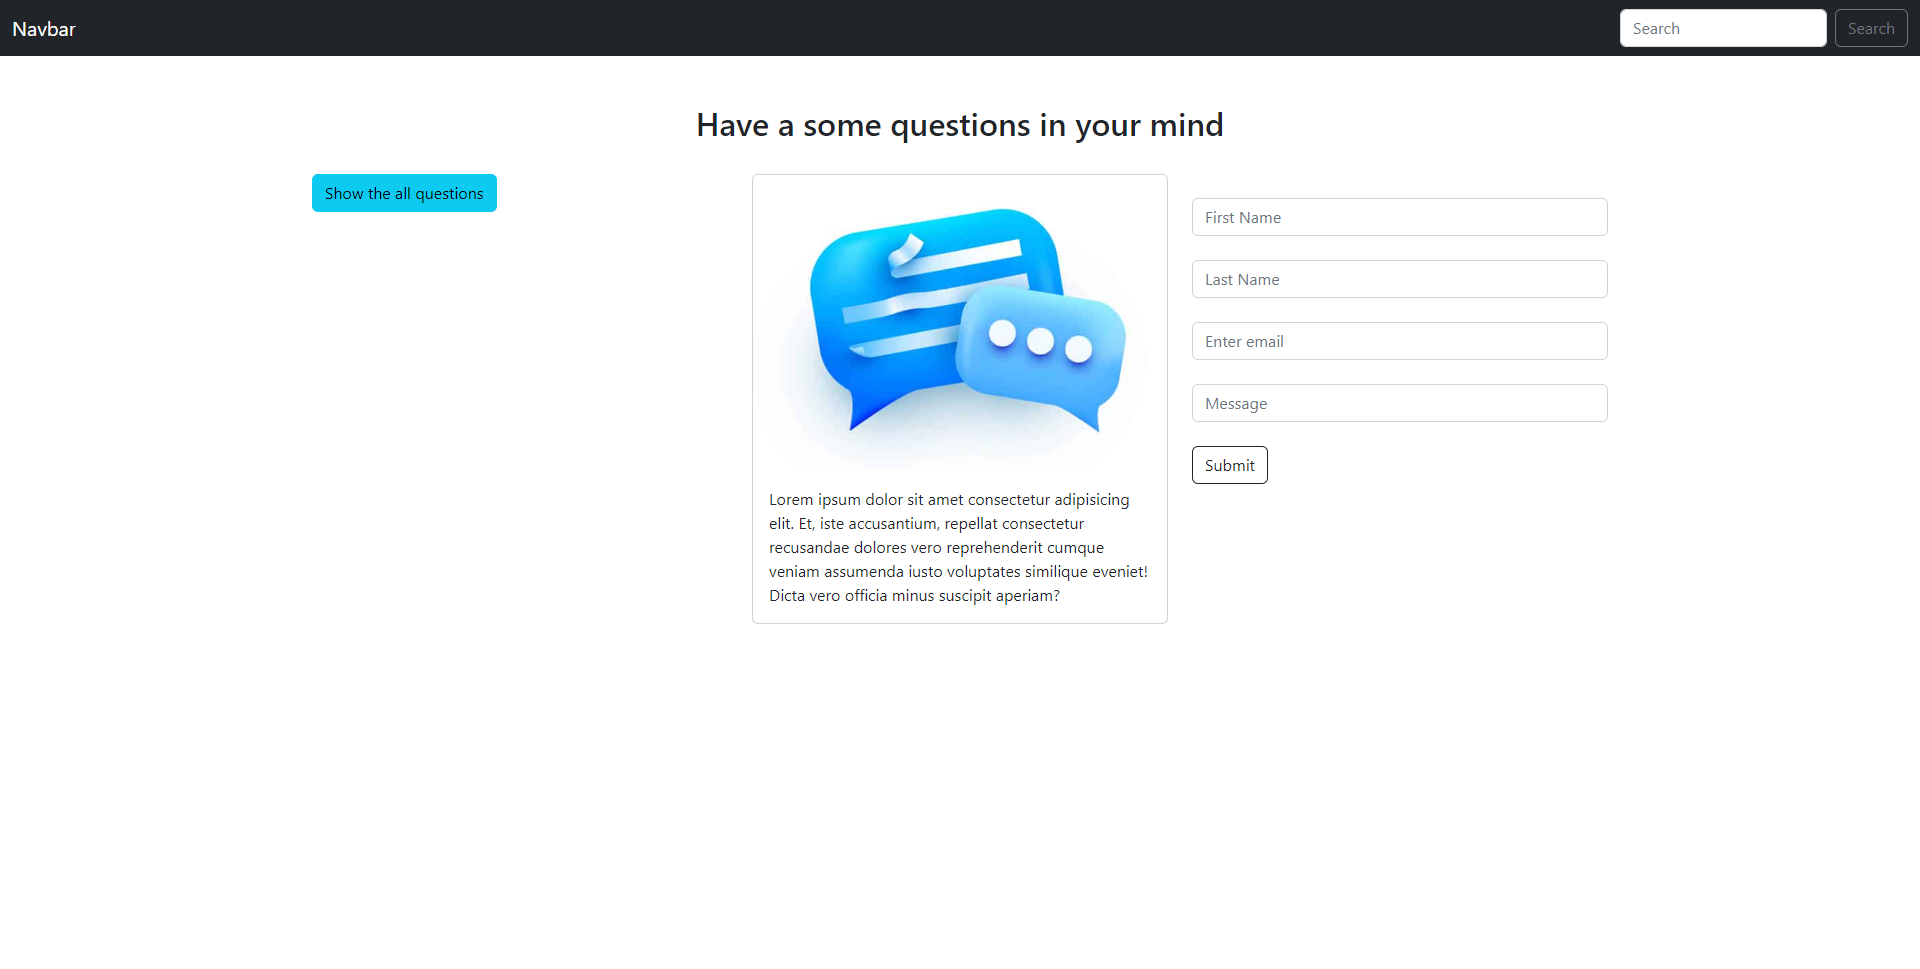 Navbar
Search
Search
Have a some questions in your mind
Show the all questions
Lorem ipsum dolor sit amet consectetur adipisicing
elit. Et, iste accusantium, repellat consectetur
recusandae dolores vero reprehenderit cumque
veniam assumenda iusto voluptates similique eveniet!
Dicta vero officia minus suscipit aperiam?
First Name
Last Name
Enter email
Message
Submit